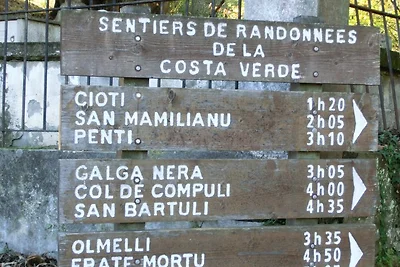 SENTIERS DE RANDONNEES
DE LA
COSTA VERDE
CIOTI 1h20
SAN MAMILIANU 2h05
PENTI 3h10
GALGA NERA 3h05
COL DE COMPULI 4h00
SAN BARTULI 4h35
OLMELLI 3h35
FRATE MORTU 4h50